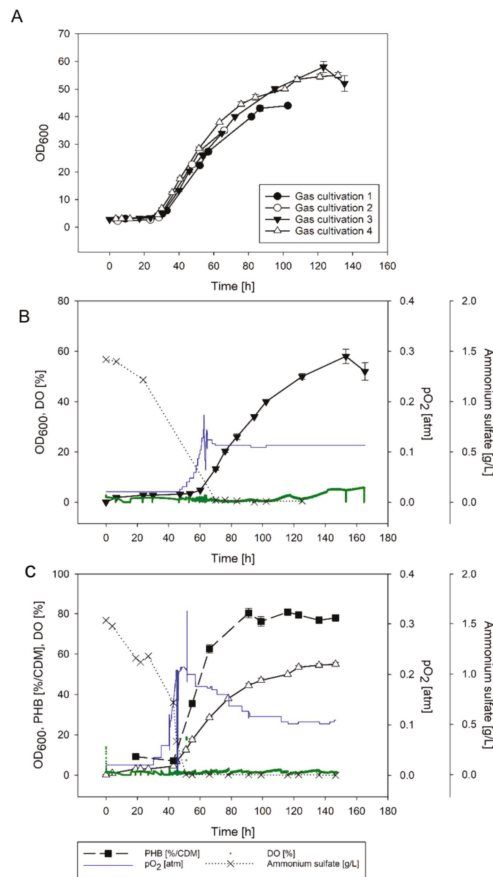 A
70
60
50
40
30
20
10
0
OD600
Gas cultivation 1
Gas cultivation 2
Gas cultivation 3
Gas cultivation 4
0 20 40 60 80 100 120 140 160
Time [h]
B
80
60
40
20
0
OD600, DO [%]
0.4
0.3
0.2
0.1
0.0
pO2 [atm]
2.0
1.5
1.0
0.5
0.0
Ammonium sulfate [g/L]
0 20 40 60 80 100 120 140 160 180
Time [h]
C
100
80
60
40
20
0
OD600, PHB [%/CDM], DO [%]
0.4
0.3
0.2
0.1
0.0
pO2 [atm]
2.0
1.5
1.0
0.5
0.0
Ammonium sulfate [g/L]
0 20 40 60 80 100 120 140 160 180
Time [h]
PHB [%/CDM] DO [%]
pO2 [atm] Ammonium sulfate [g/L]